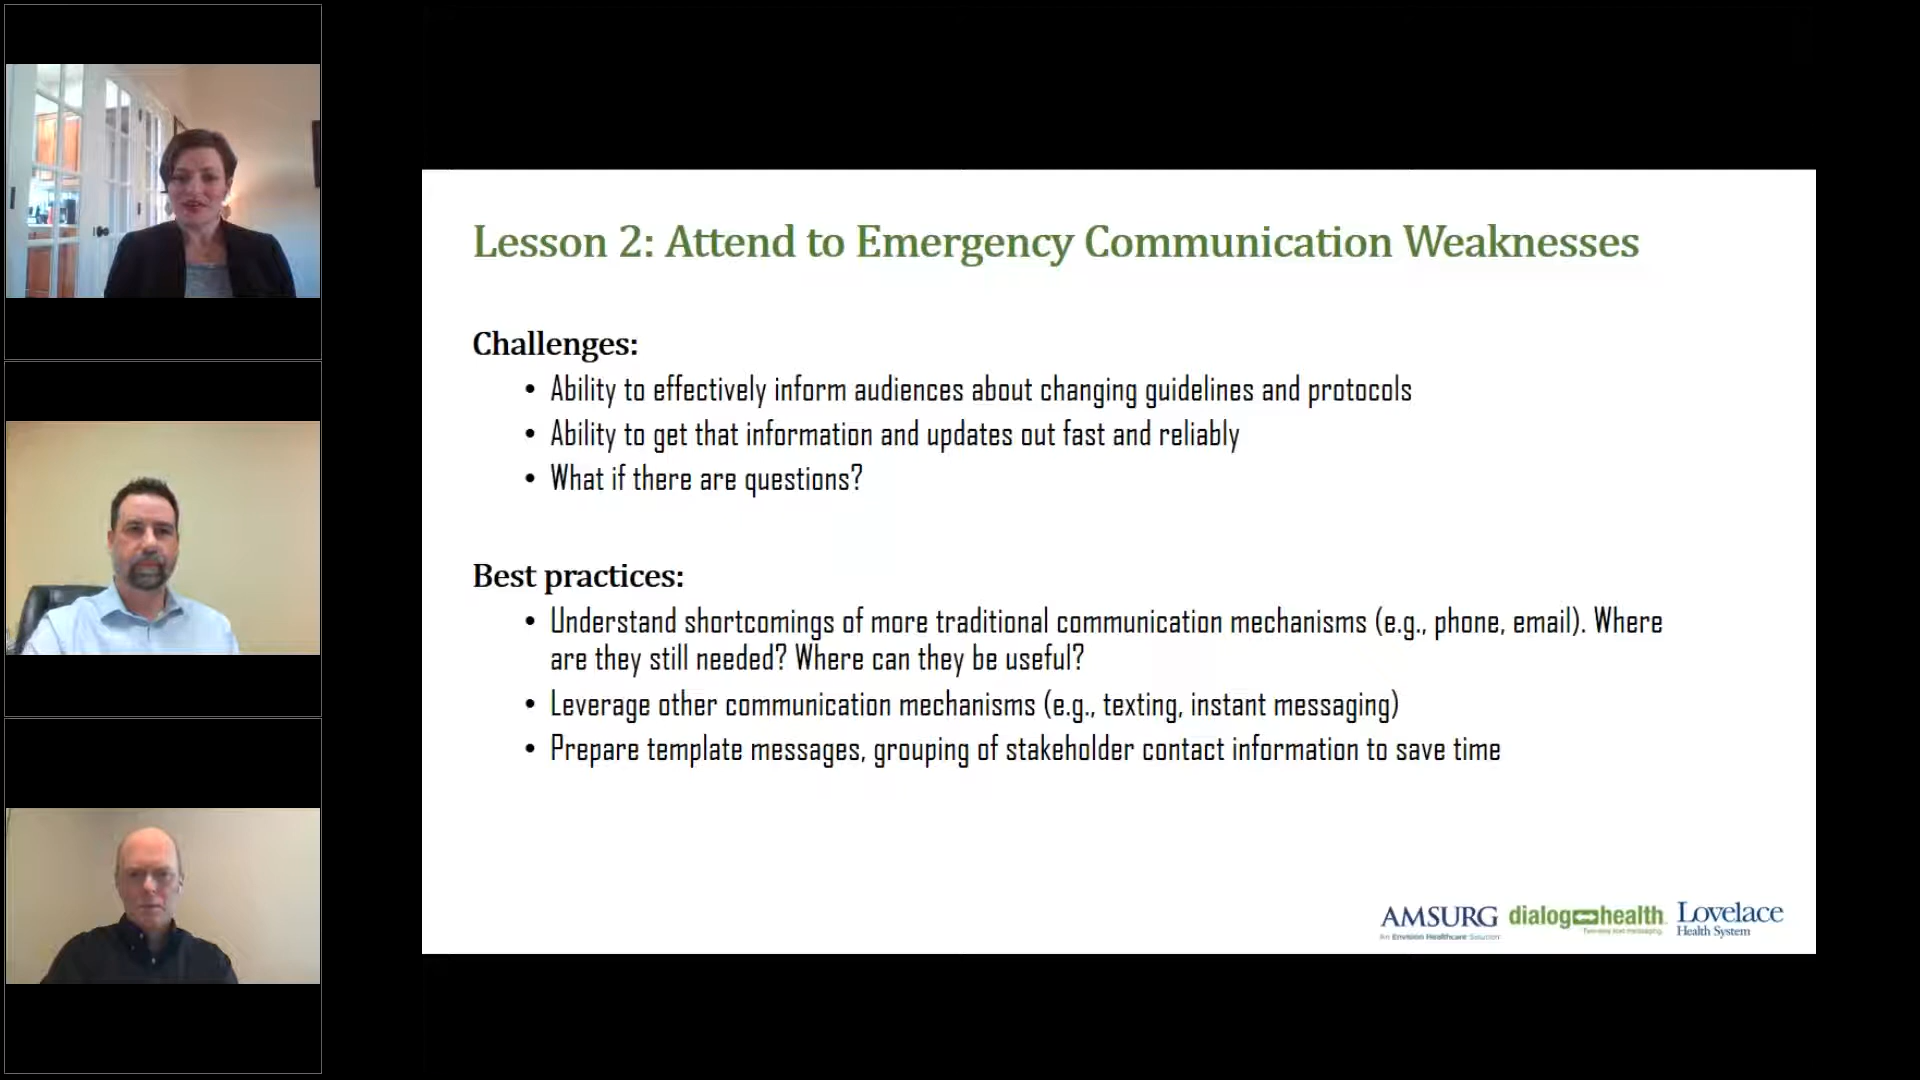 Lesson 2: Attend to Emergency Communication Weaknesses
Challenges:
• Ability to effectively inform audiences about changing guidelines and protocols
• Ability to get that information and updates out fast and reliably
• What if there are questions?
Best practices:
• Understand shortcomings of more traditional communication mechanisms (e.g., phone, email). Where
are they still needed? Where can they be useful?
• Leverage other communication mechanisms (e.g., texting, instant messaging)
• Prepare template messages, grouping of stakeholder contact information to save time
AMSURG
An Envision Healthcare Solution
dialog health
Two-way text messaging.
Lovelace
Health System